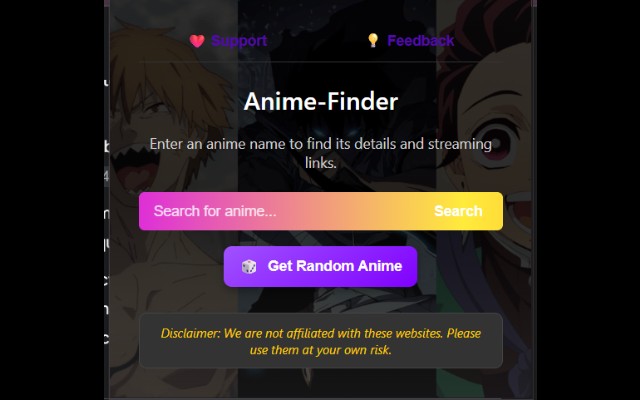 Support
Feedback
Anime-Finder
Enter an anime name to find its details and streaming
links.
Search for anime...
Search
Get Random Anime
Disclaimer: We are not affiliated with these websites. Please
use them at your own risk.